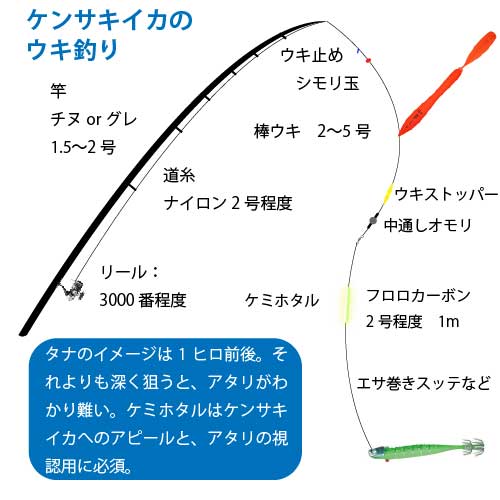 ケンサキイカの
ウキ釣り
竿
チヌ or グレ
1.5〜2 号
ウキ止め
シモリ玉
棒ウキ　2〜5 号
道糸
ナイロン 2 号程度
ウキストッパー
中通しオモリ
リール：
3000 番程度
ケミホタル
フロロカーボン
2 号程度　1m
エサ巻きスッテなど
タナのイメージは 1 ヒロ前後。そ
れよりも深く狙うと、アタリがわ
かり難い。ケミホタルはケンサキ
イカへのアピールと、アタリの視
認用に必須。